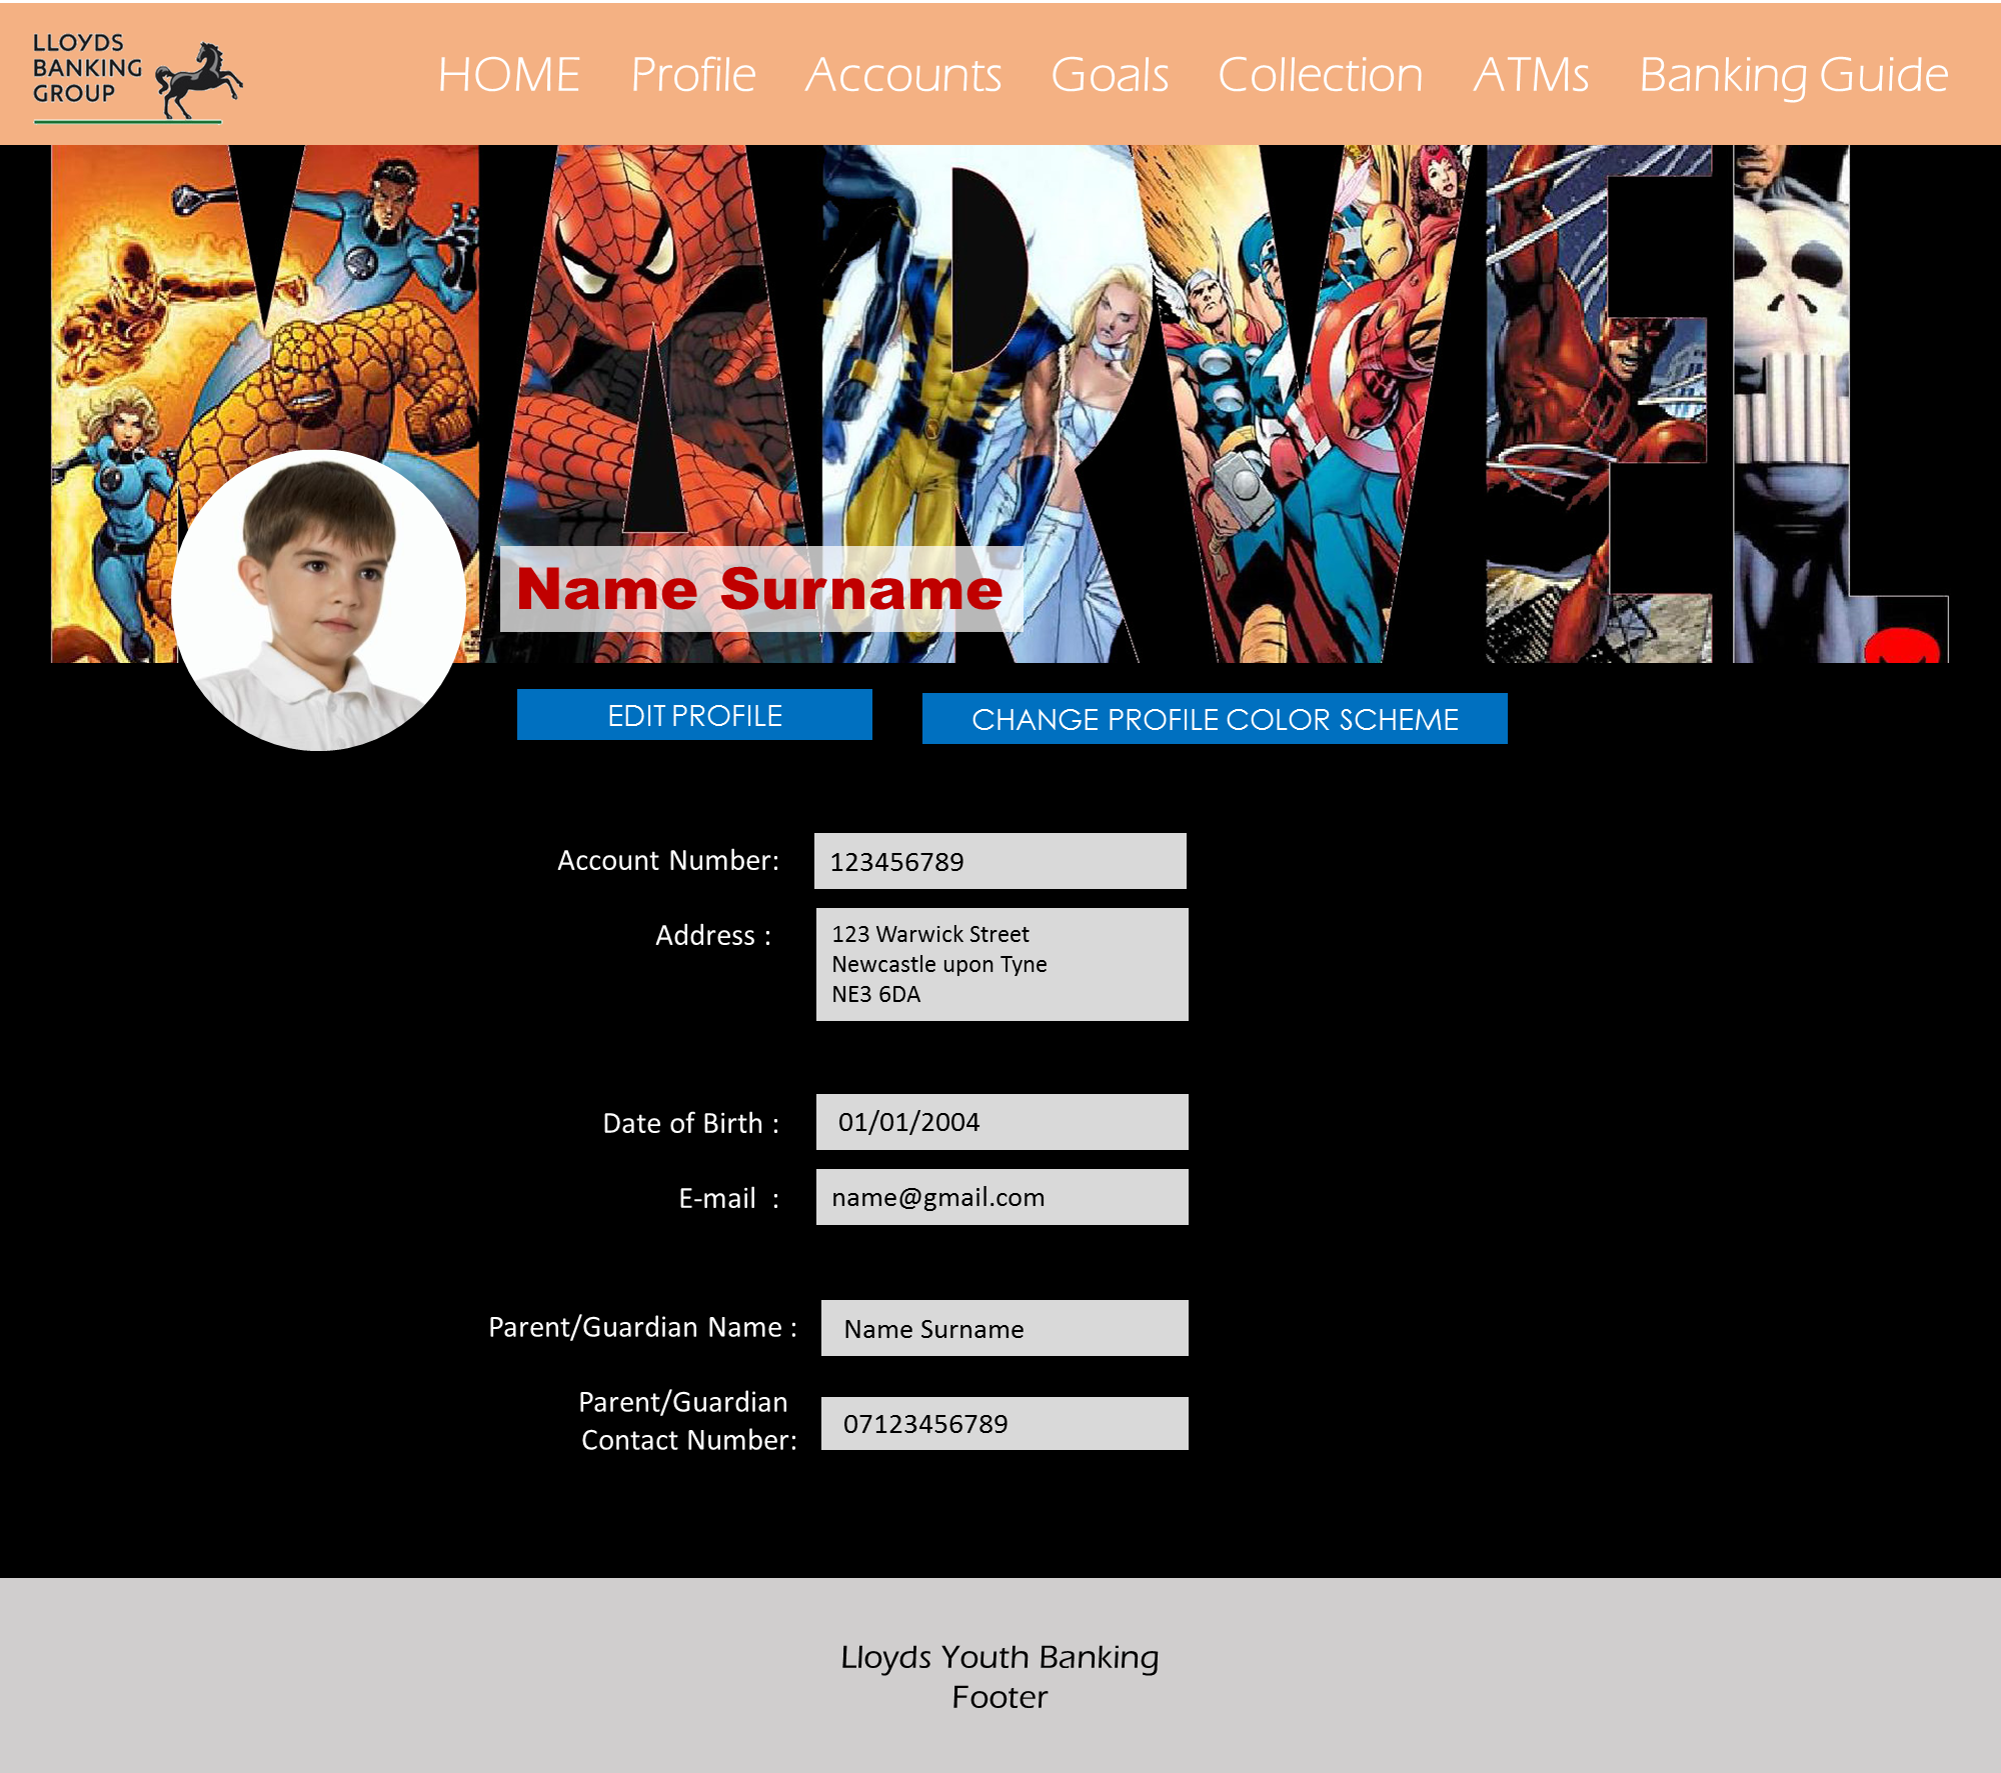 LLOYDS
BANKING
GROUP
HOME Profile Accounts Goals Collection ATMs Banking Guide
MARVEL
Name Surname
EDIT PROFILE
CHANGE PROFILE COLOR SCHEME
Account Number: 123456789
Address : 123 Warwick Street
Newcastle upon Tyne
NE3 6DA
Date of Birth : 01/01/2004
E-mail : name@gmail.com
Parent/Guardian Name : Name Surname
Parent/Guardian
Contact Number: 07123456789
Lloyds Youth Banking
Footer